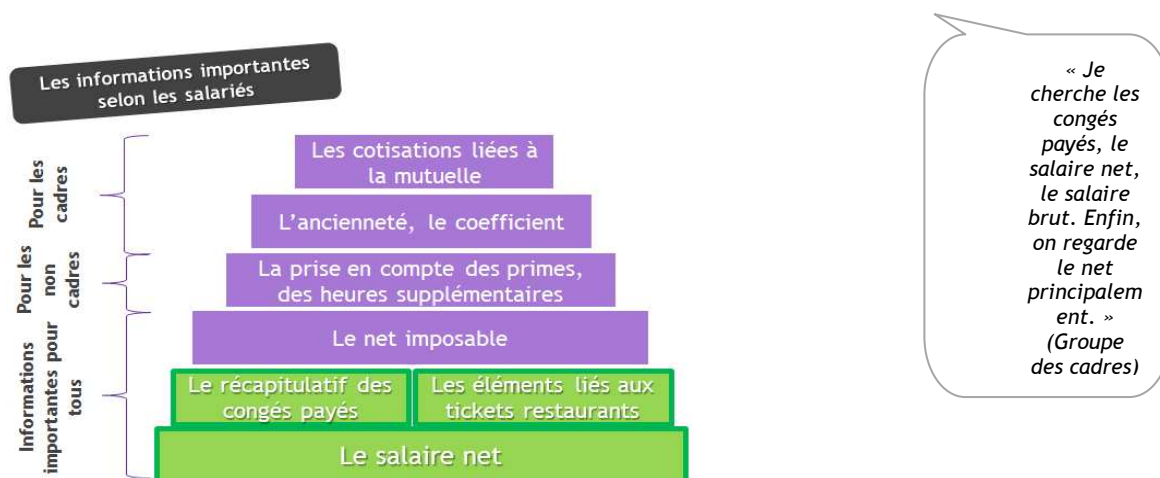 Les informations importantes
selon les salariés
Pour les
cadres
Les cotisations liées à
la mutuelle
L'ancienneté, le coefficient
Pour les
non
cadres
La prise en compte des primes,
des heures supplémentaires
Informations
importantes pour
tous
Le net imposable
Le récapitulatif des
congés payés
Les éléments liés aux
tickets restaurants
Le salaire net
« Je
cherche les
congés
payés, le
salaire net,
le salaire
brut. Enfin,
on regarde
le net
principalem
ent. »
(Groupe
des cadres)